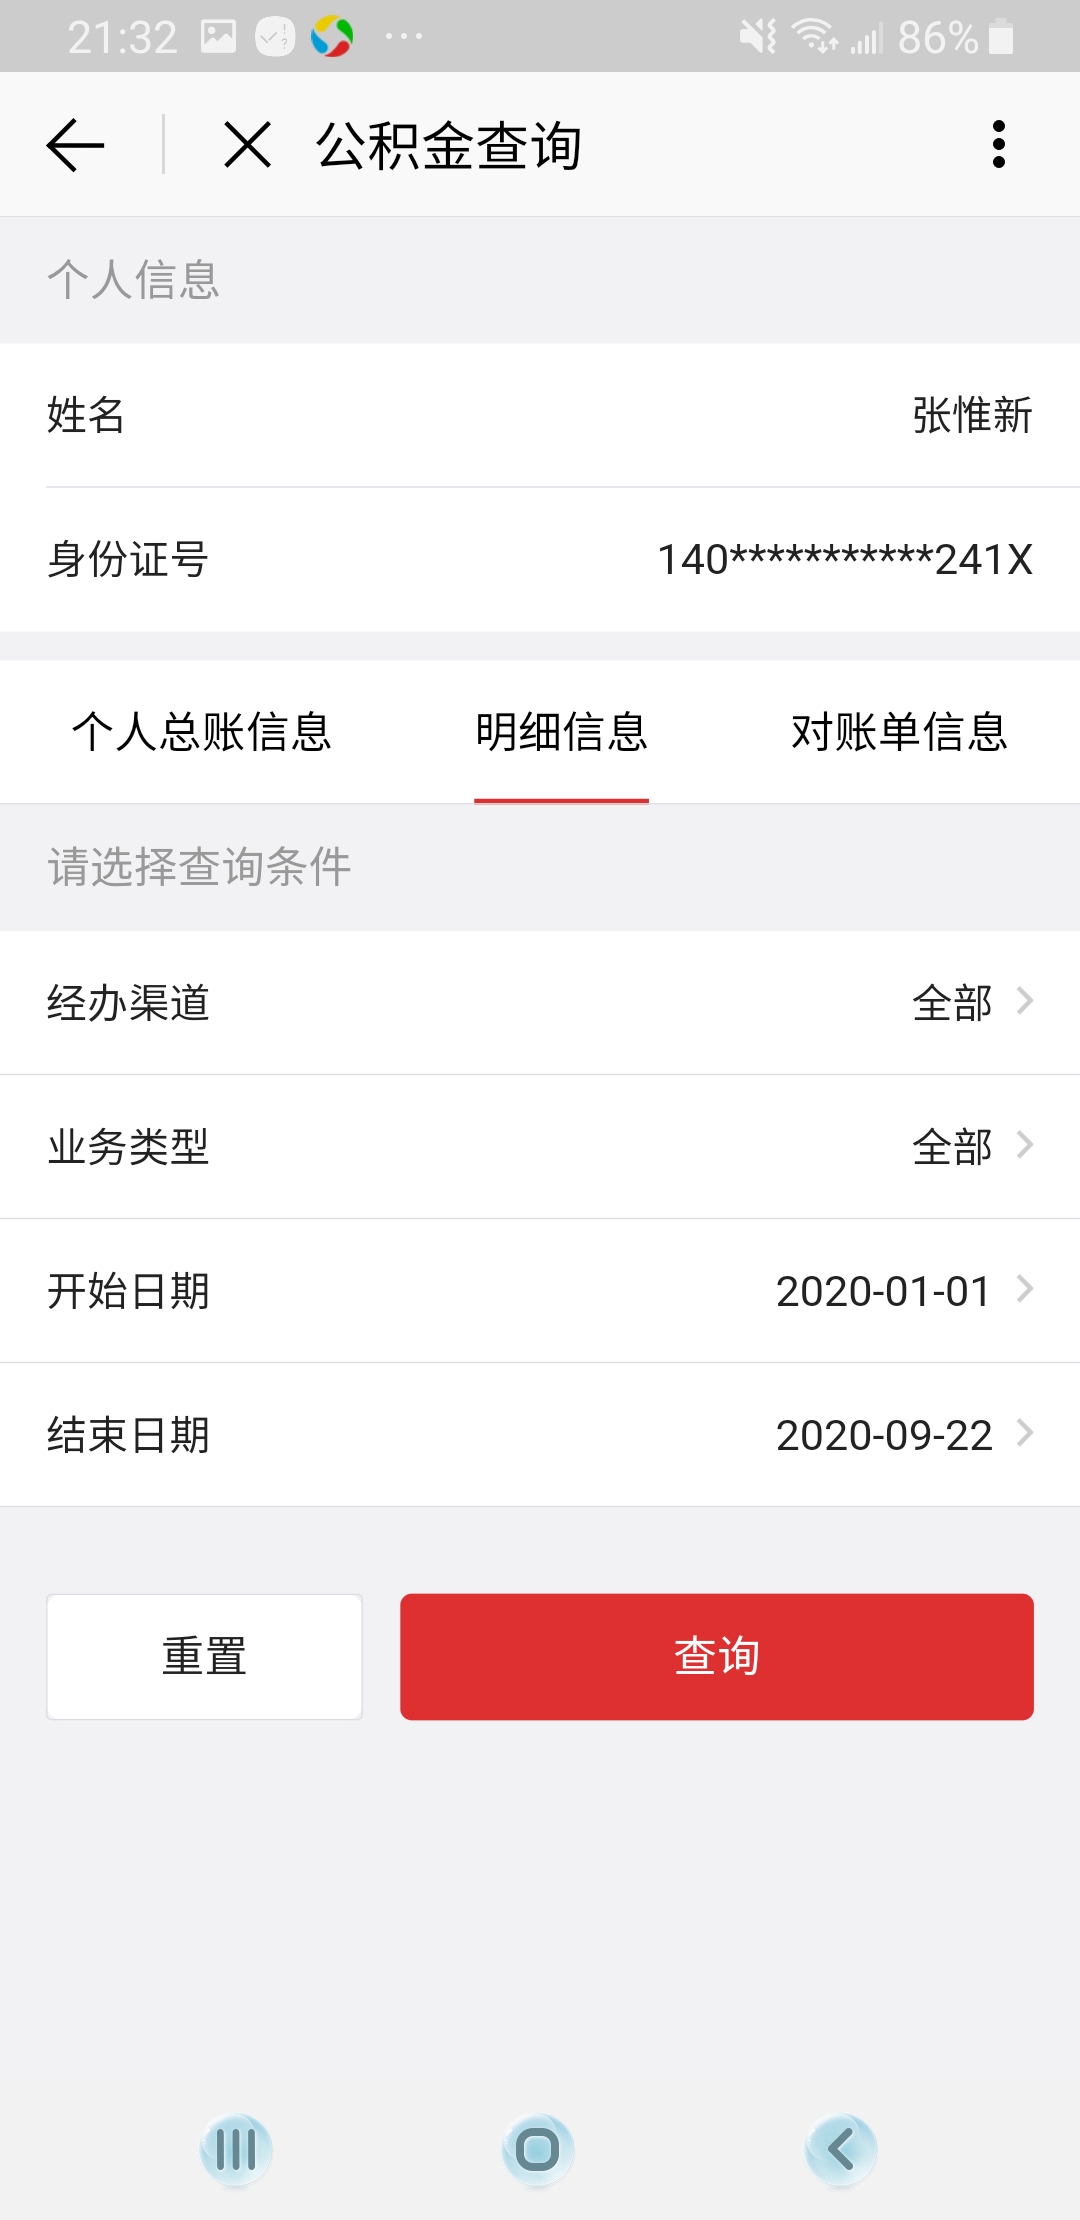 21:32 86%
公积金查询
个人信息
姓名 张惟新
身份证号 140***********241X
个人总账信息 明细信息 对账单信息
请选择查询条件
经办渠道 全部
业务类型 全部
开始日期 2020-01-01
结束日期 2020-09-22
重置 查询